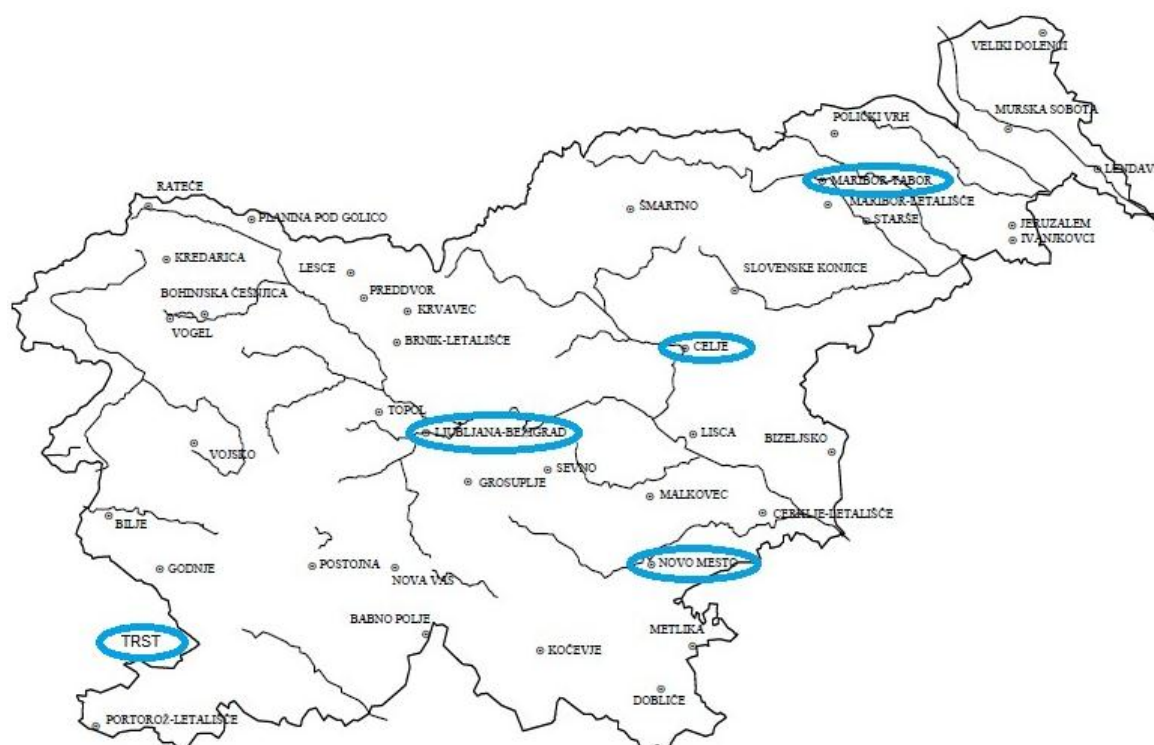 VELIKI DOLENCI
MURSKA SOBOTA
POLIČKI VRH
LENDAV
MARIBOR-TABOR
RATEČE
MARIBOR-LETALIŠČE
ŠMARTNO
PLANINA POD GOLICO
STARŠE
JERUZALEM
IVANJKOVCI
KREDARICA
LESCE
SLOVENSKE KONJICE
BOHINJSKA ČEŠNJICA
PREDDVOR
KRVAVEC
VOGEL
BRNIK-LETALIŠČE
CELJE
TOPOL
LJUBLJANA-BEŽIGRAD
LISCA
BIZELJSKO
VOJSKO
SEVNO
GROSUPLJE
MALKOVEC
CERKLJE-LETALIŠČE
BILJE
NOVO MESTO
GODNJE
POSTOJNA
NOVA VAS
BABNO POLJE
METLIKA
TRST
KOČEVJE
DOBLIČE
PORTOROŽ-LETALIŠČE